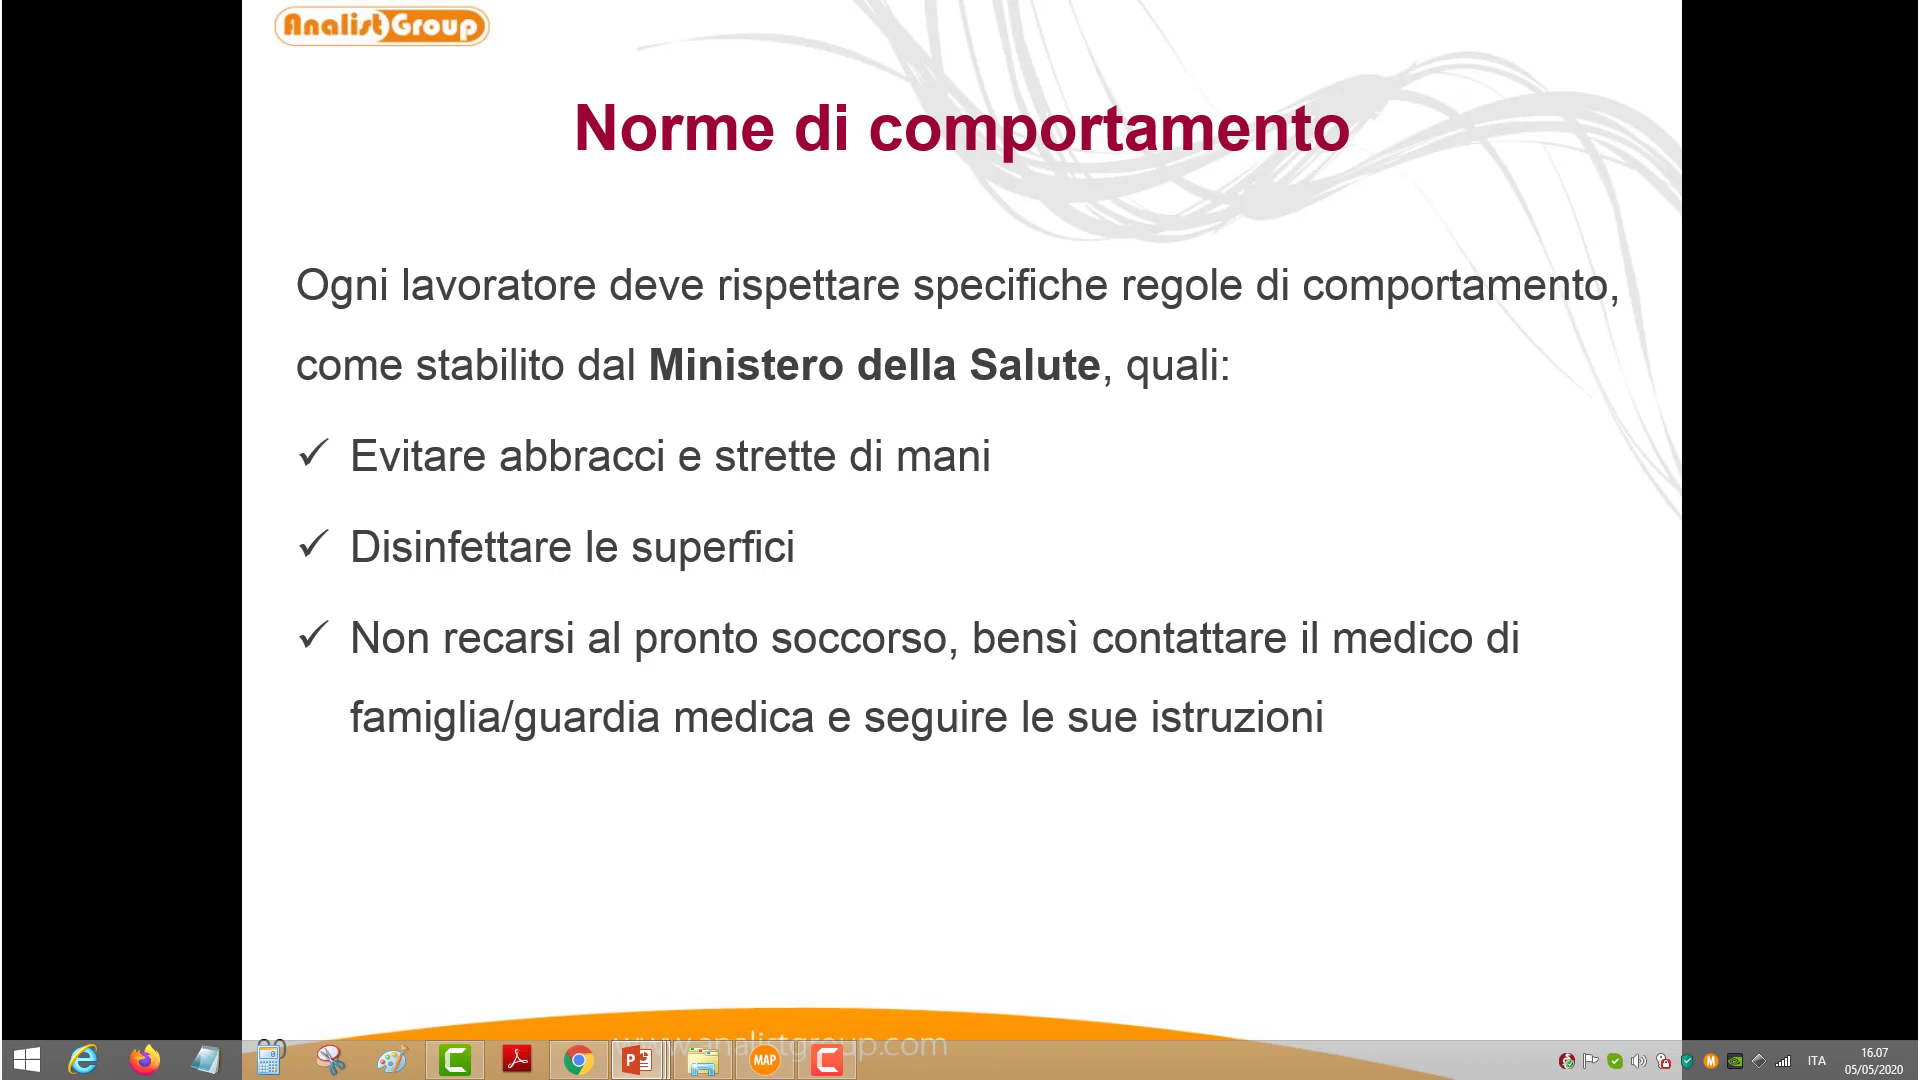 AnalistGroup
Norme di comportamento
Ogni lavoratore deve rispettare specifiche regole di comportamento,
come stabilito dal Ministero della Salute, quali:
✓ Evitare abbracci e strette di mani
✓ Disinfettare le superfici
✓ Non recarsi al pronto soccorso, bensì contattare il medico di
famiglia/guardia medica e seguire le sue istruzioni
www.analistgroup.com
MAP
ITA
16.07
05/05/2020